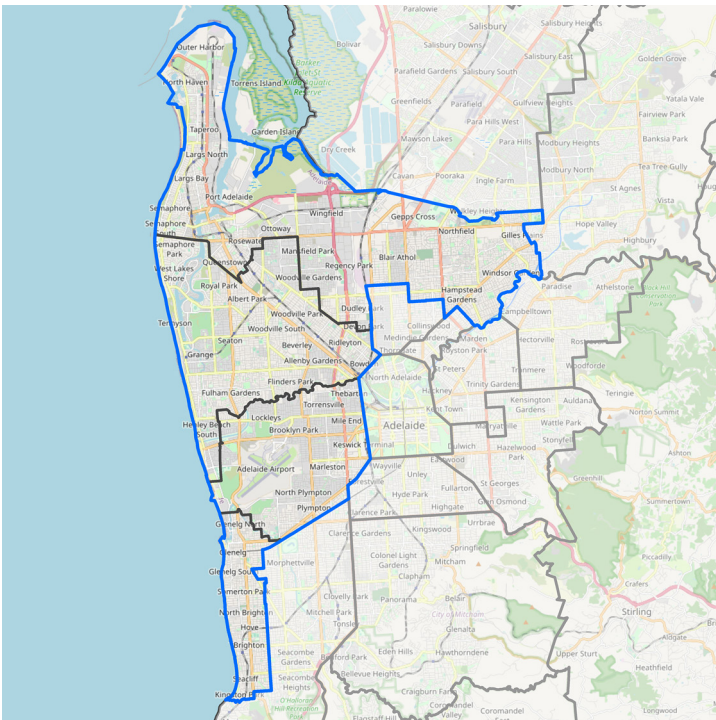 Paralowie
Salisbury
Salisbury Heights
Outer Harbor
Bolivar
Salisbury Downs
Salisbury East
Golden Grove
Parafield Gardens
Salisbury South
North Haven
Torrens Island
Greenfields
Parafield
Gulfview Heights
Yatala Vale
Para Hills West
Fairview Park
Taperoo
Garden Island
Mawson Lakes
Para Hills
Modbury Heights
Banksia Park
Largs North
Dry Creek
Tea Tree Gully
Largs Bay
Cavan
Pooraka
Ingle Farm
Modbury North
St Agnes
Vista
Port Adelaide
Semaphore
Wingfield
Gepps Cross
Walkley Heights
Semaphore
South
Ottoway
Northfield
Gilles Plains
Hope Valley
Rosewater
Highbury
Semaphore
Park
Mansfield Park
Queenstown
Blair Athol
West Lakes
Shore
Regency Park
Woodville Gardens
Windsor Gardens
Royal Park
Paradise
Athelstone
Albert Park
Hampstead
Gardens
Dudley Park
Campbelltown
Tennyson
Woodville Park
Woodville South
Devon Park
Collinswood
Seaton
Beverley
Ridleyton
Medindie Gardens
Marden
Thorngate
Royston Park
Grange
Allenby Gardens
Bowden
Woodforde
St Peters
Tranmere
Flinders Park
North Adelaide
Trinity Gardens
Fulham Gardens
Thebarton
Hackney
Teringie
Torrensville
Kensington
Gardens
Auldana
Kent Town
Norton Summit
Lockleys
Mile End
Adelaide
Maryatville
Wattle Park
Henley Beach
South
Brooklyn Park
Stonyfell
Keswick Terminal
Dulwich
Hazelwood
Park
Ashton
Adelaide Airport
Marleston
Wayville
Eastwood
Unley
Greenhill
North Plympton
Hyde Park
Fullarton
St Georges
Glen Osmond
Summertown
Plympton
Highgate
Clarence Park
Glenelg North
Urrbrae
Clarence Gardens
Kingswood
Glenelg
Springfield
Morphettville
Colonel Light
Gardens
Mitcham
Piccadilly
Glenelg South
Clapham
Crafers
Somerton Park
Clovelly Park
Panorama
Belair
Stirling
North Brighton
Mitchell Park
City of Mitcham
Tonsley
Hove
Glenalta
Aldgate
Brighton
Seacombe
Gardens
Eden Hills
Hawthorndene
Upper Sturt
Bedford Park
Heathfield
Seacliff
Seacombe
Heights
Bellevue Heights
Kingston Park
Craigburn Farm
Coromandel
Valley
Coromandel
East
Longwood
Flagstaff Hill